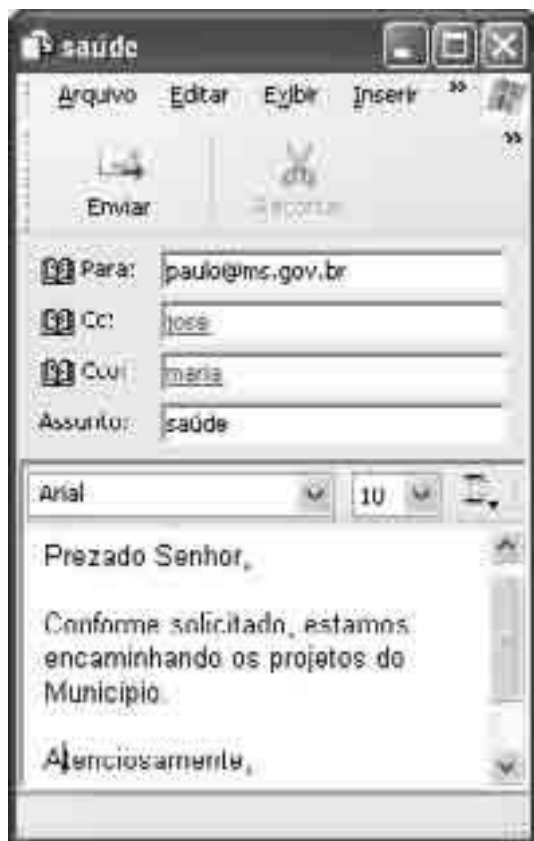 saúde
Arquivo Editar Exibir Inserir »
»
Enviar Recortar
Para: paulo@ms.gov.br
Cc: jose
Cco: maria
Assunto: saúde
Arial 10
Prezado Senhor,
Conforme solicitado, estamos
encaminhando os projetos do
Município.
Atenciosamente,